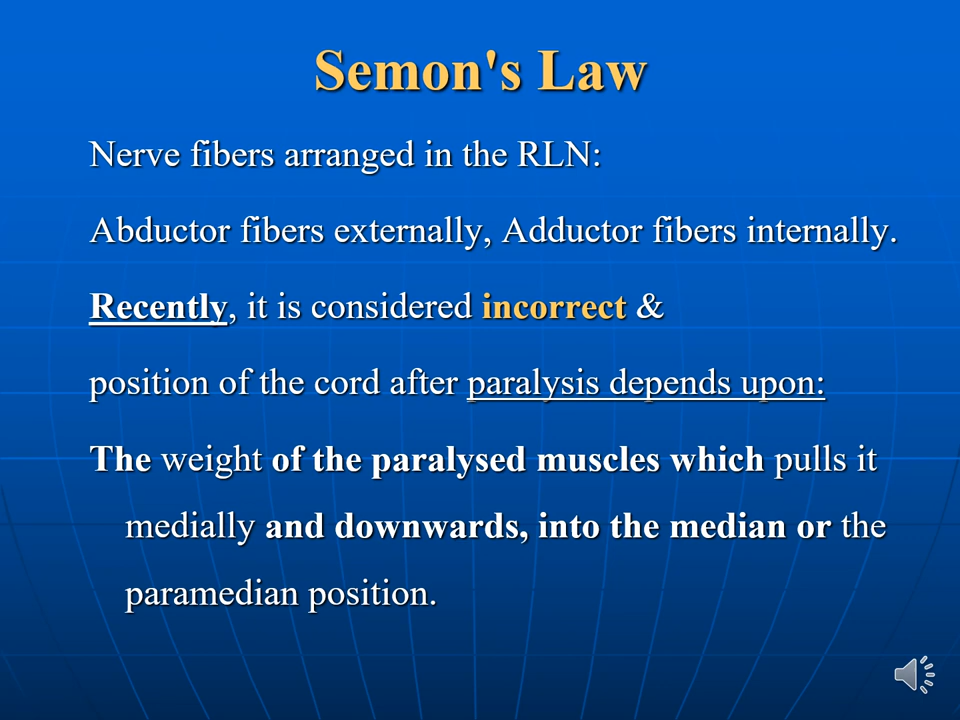 Semon's Law
Nerve fibers arranged in the RLN:
Abductor fibers externally, Adductor fibers internally.
Recently, it is considered incorrect &
position of the cord after paralysis depends upon:
The weight of the paralysed muscles which pulls it
medially and downwards, into the median or the
paramedian position.